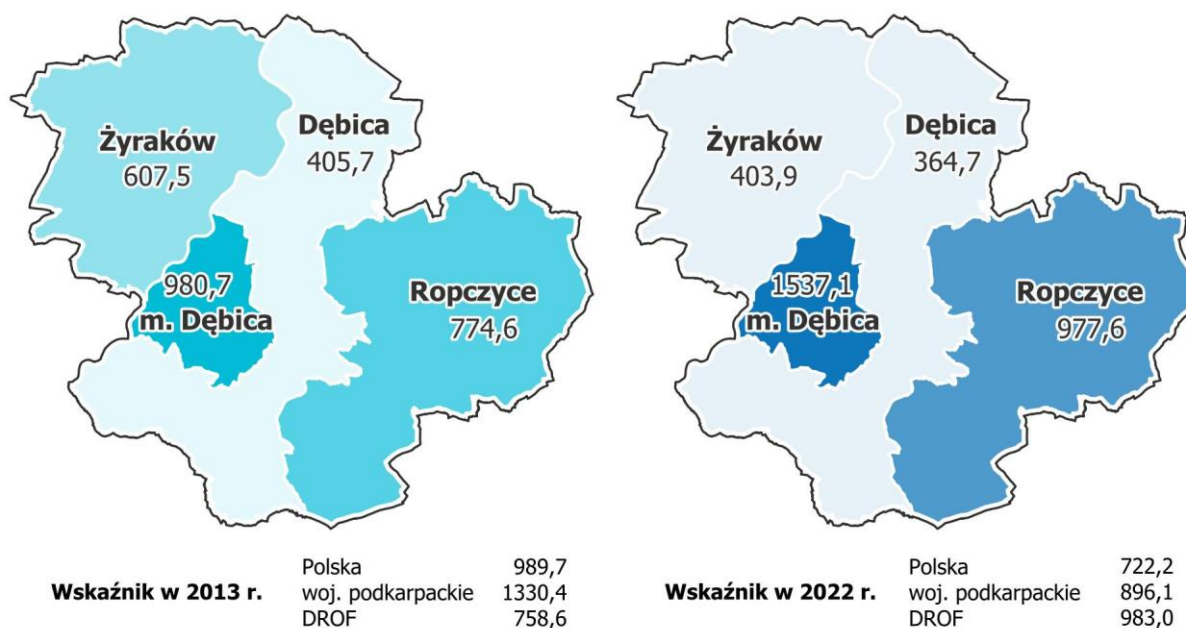 Żyraków
607,5
Dębica
405,7
980,7
m. Dębica
Ropczyce
774,6
Wskaźnik w 2013 r.
Polska 989,7
woj. podkarpackie 1330,4
DROF 758,6
Żyraków
403,9
Dębica
364,7
1537,1
m. Dębica
Ropczyce
977,6
Wskaźnik w 2022 r.
Polska 722,2
woj. podkarpackie 896,1
DROF 983,0